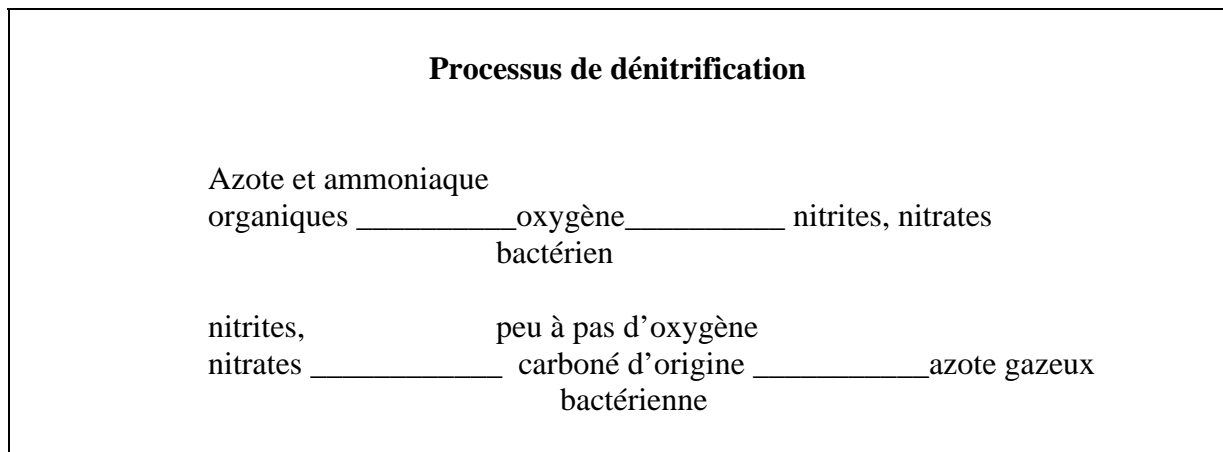 Processus de dénitrification
Azote et ammoniaque
organiques __________oxygène__________ nitrites, nitrates
bactérien
nitrites, peu à pas d’oxygène
nitrates ____________ carboné d’origine ___________azote gazeux
bactérienne